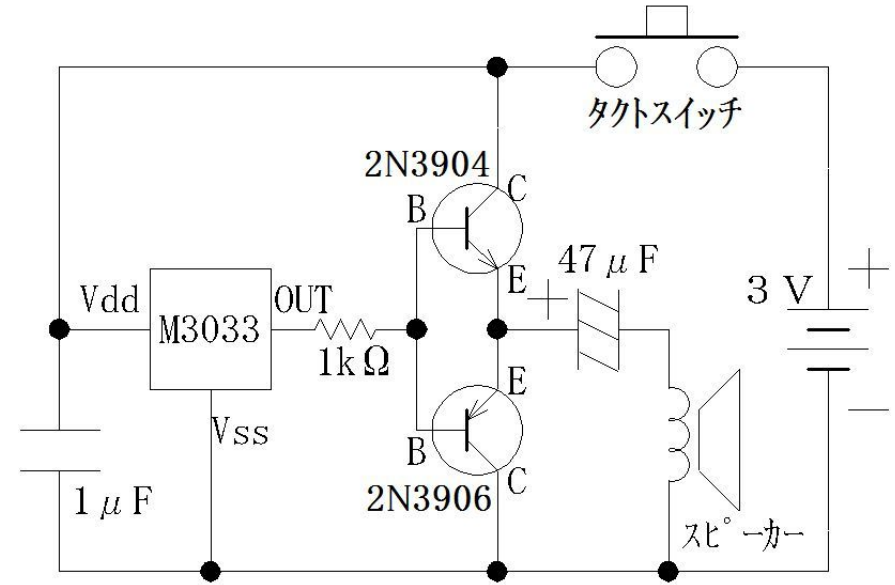 タクトスイッチ
2N3904
C
B
E
+
47μF
+
3 V
Vdd
M3033
OUT
1kΩ
Vss
E
B
C
1μF
2N3906
スピーカー
−